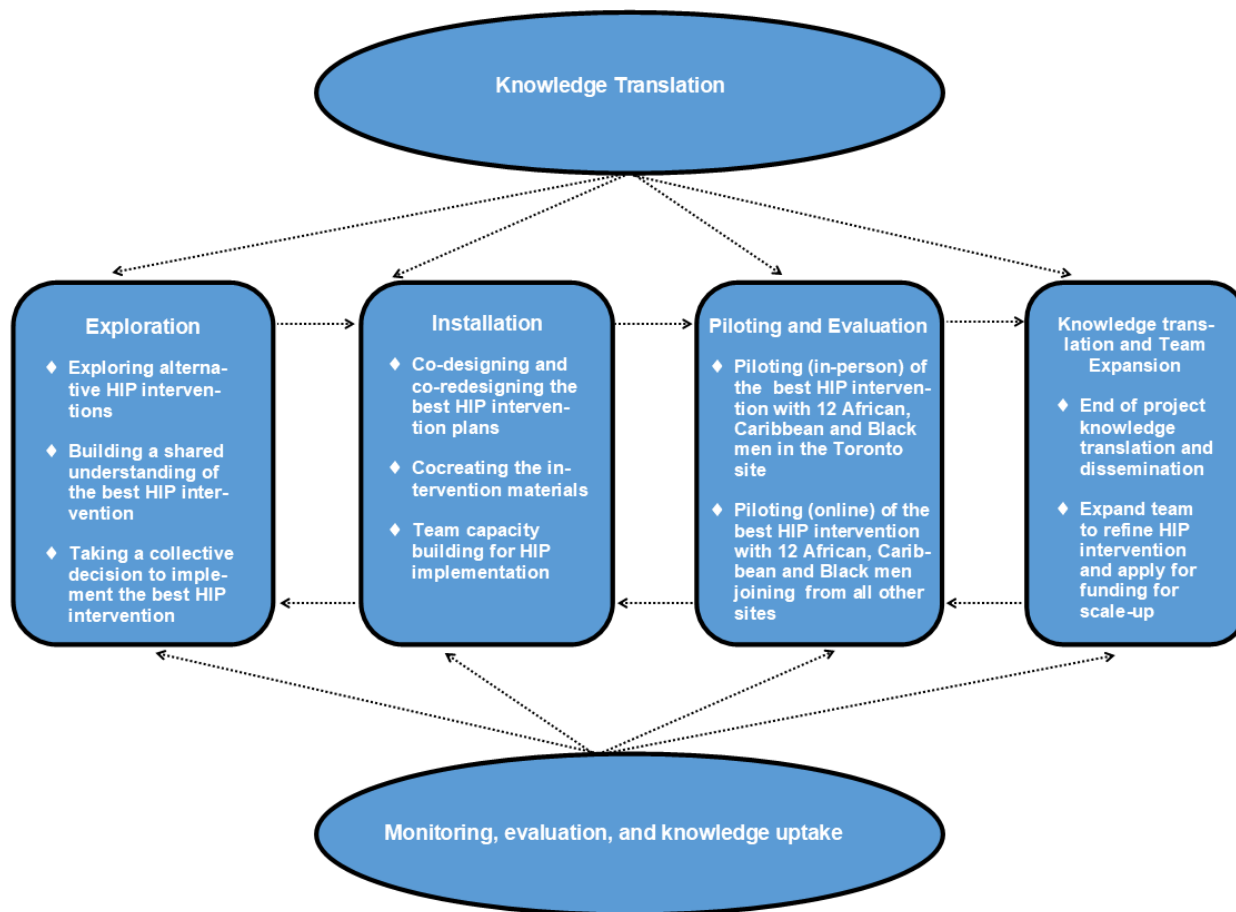 Knowledge Translation
Exploration
♦ Exploring alterna-
tive HIP interven-
tions
♦ Building a shared
understanding of
the best HIP inter-
vention
♦ Taking a collective
decision to imple-
ment the best HIP
intervention
Installation
♦ Co-designing and
co-redesigning the
best HIP interven-
tion plans
♦ Cocreating the in-
tervention materials
♦ Team capacity
building for HIP
implementation
Piloting and Evaluation
♦ Piloting (in-person) of
the best HIP interven-
tion with 12 African,
Caribbean and Black
men in the Toronto
site
♦ Piloting (online) of the
best HIP intervention
with 12 African, Carib-
bean and Black men
joining from all other
sites
Knowledge trans-
lation and Team
Expansion
♦ End of project
knowledge
translation and
dissemination
♦ Expand team
to refine HIP
intervention
and apply for
funding for
scale-up
Monitoring, evaluation, and knowledge uptake